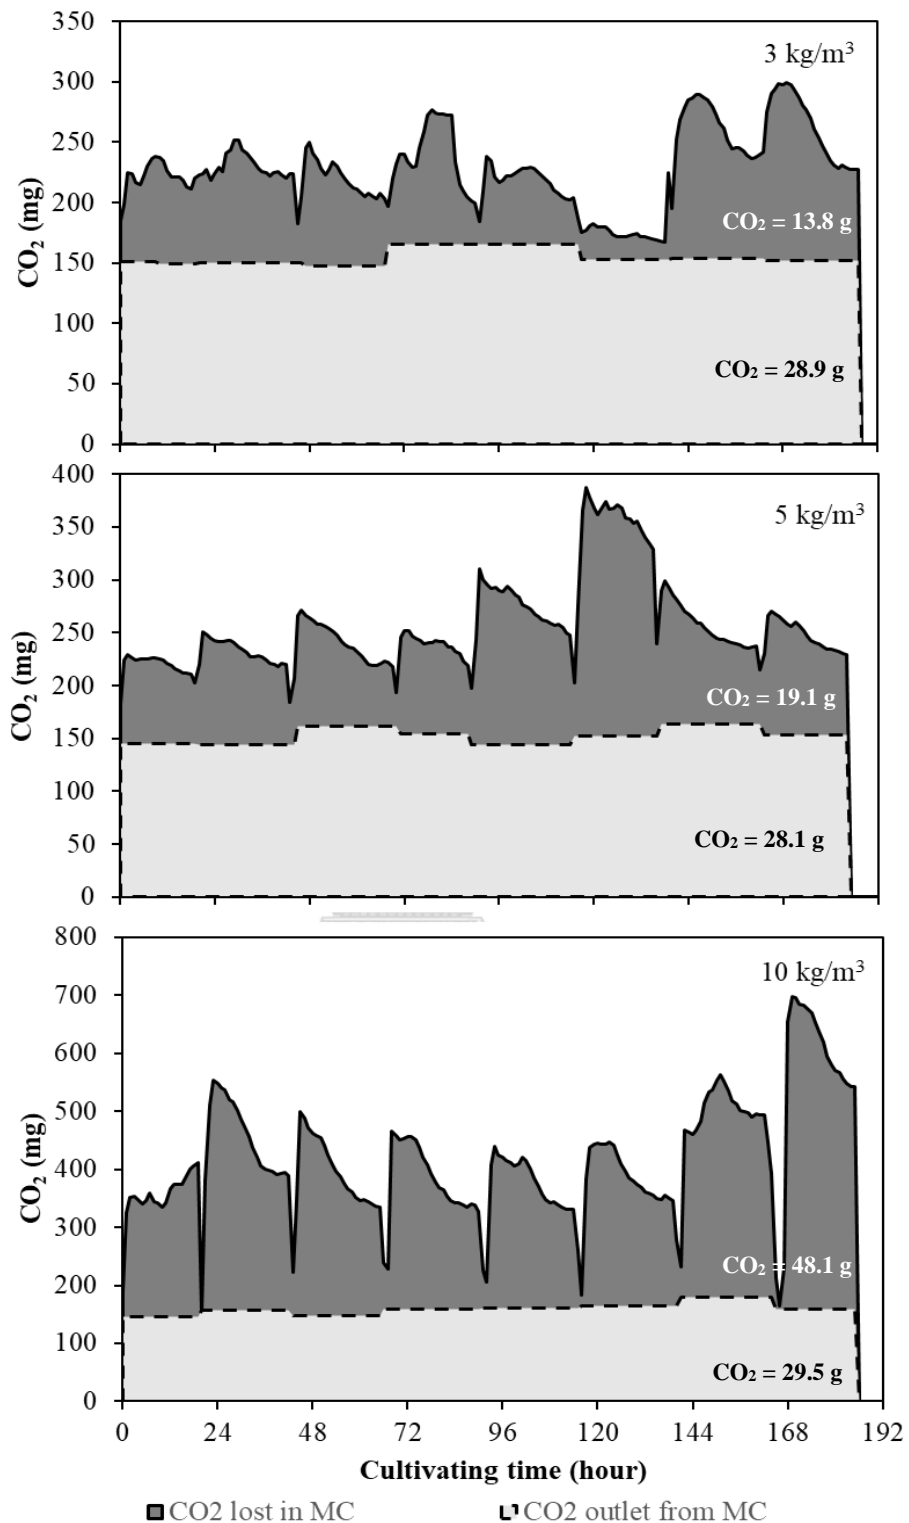 350
3 kg/m³
300
250
200
CO₂ = 13.8 g
150
100
CO₂ = 28.9 g
50
0
CO₂ (mg)
400
5 kg/m³
350
300
250
200
CO₂ = 19.1 g
150
100
CO₂ = 28.1 g
50
0
CO₂ (mg)
800
10 kg/m³
700
600
500
400
300
CO₂ = 48.1 g
200
100
CO₂ = 29.5 g
0
CO₂ (mg)
0 24 48 72 96 120 144 168 192
Cultivating time (hour)
CO2 lost in MC CO2 outlet from MC